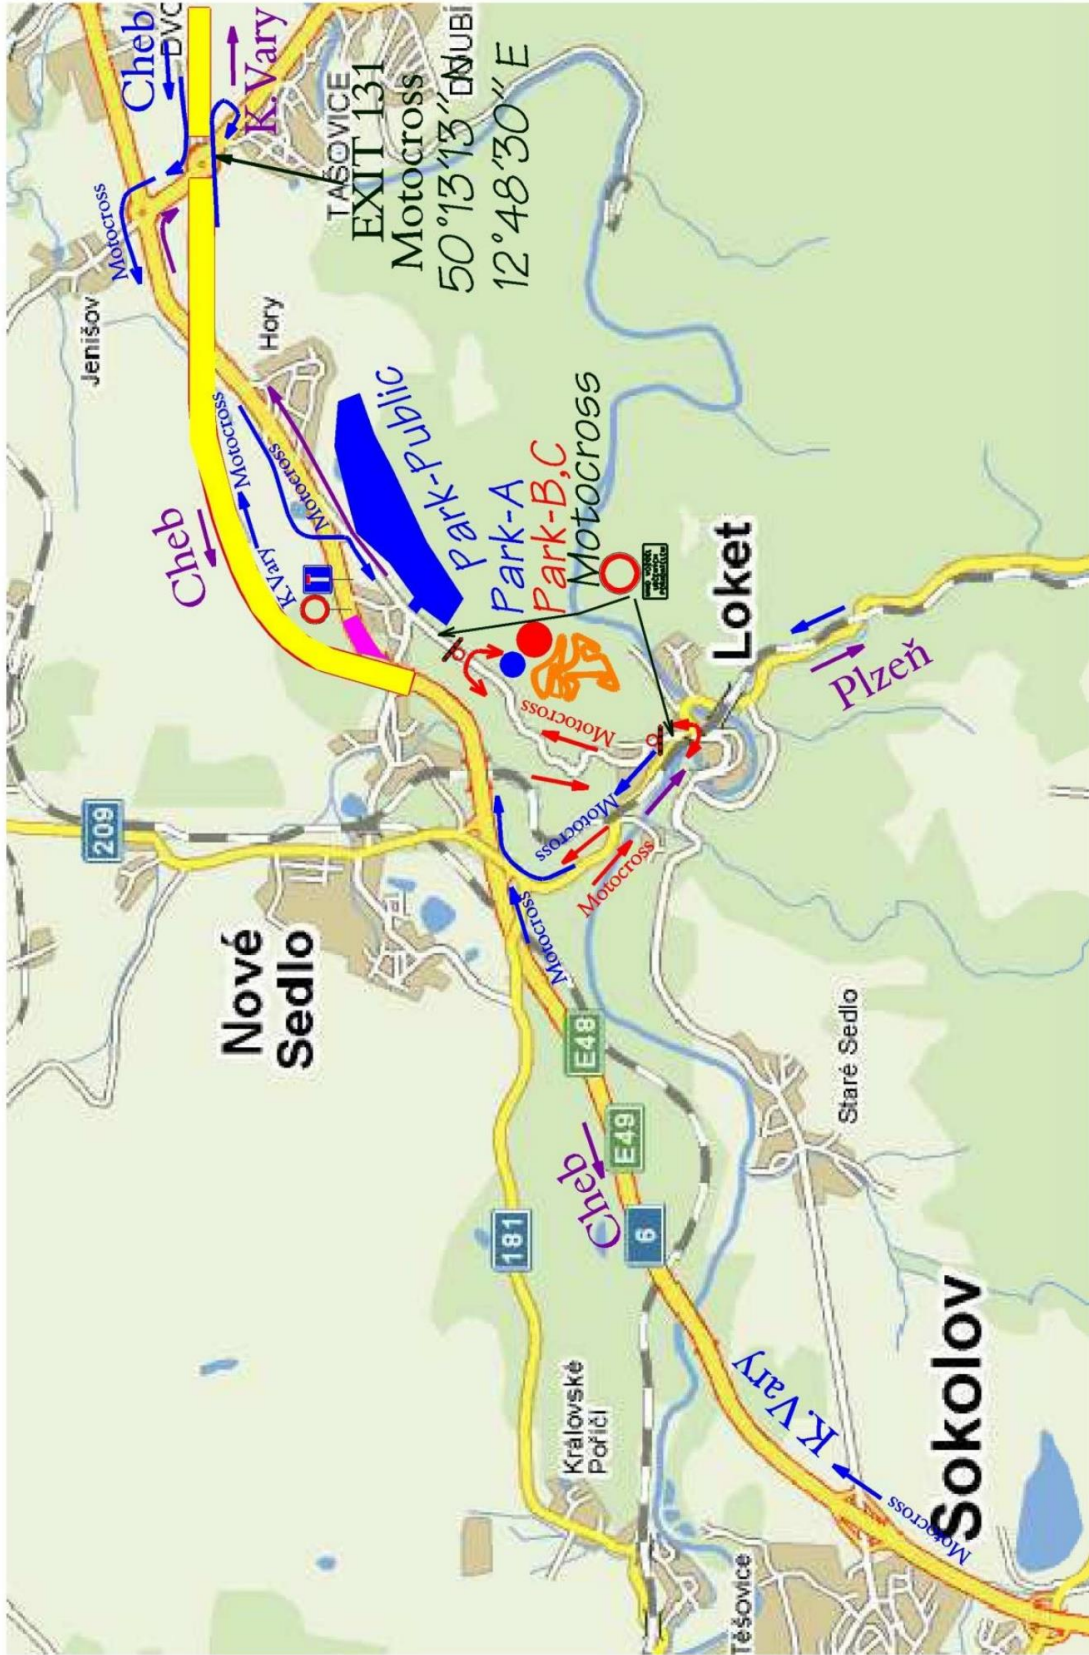 Cheb
DVO
K.Vary
TAŠOVICE
DUBÍ
EXIT 131
Motocross
50°13'13" N
12°48'30" E
Motocross
Jenišov
Hory
Cheb
Motocross
K.Vary
Motocross
Motocross
Park-Public
Park-A
Park-B,C
Motocross
Loket
Plzeň
Motocross
Motocross
Motocross
Motocross
209
Nové
Sedlo
E48
E49
6
181
Cheb
Staré Sedlo
Královské
Poříčí
K.Vary
Motocross
Sokolov
Těšovice